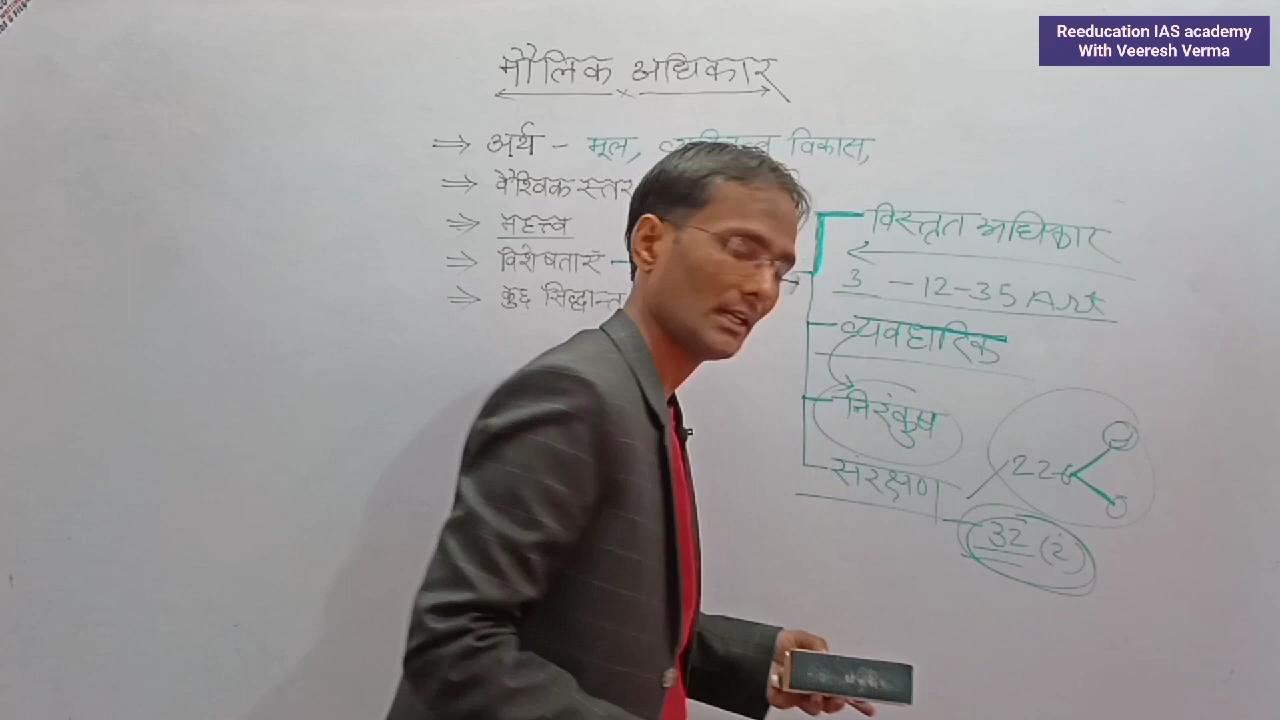 Reeducation IAS academy
With Veeresh Verma
मौलिक अधिकार
⇒ अर्थ - मूल, व्यक्तित्व विकास,
⇒ वैश्विक स्तर
⇒ महत्त्व
⇒ विशेषताएँ -
⇒ कुछ सिद्धान्त
विस्तृत अधिकार
3 - 12-35 Art
व्यवहारिक
निरंकुष
संरक्षण
226
32 (2)